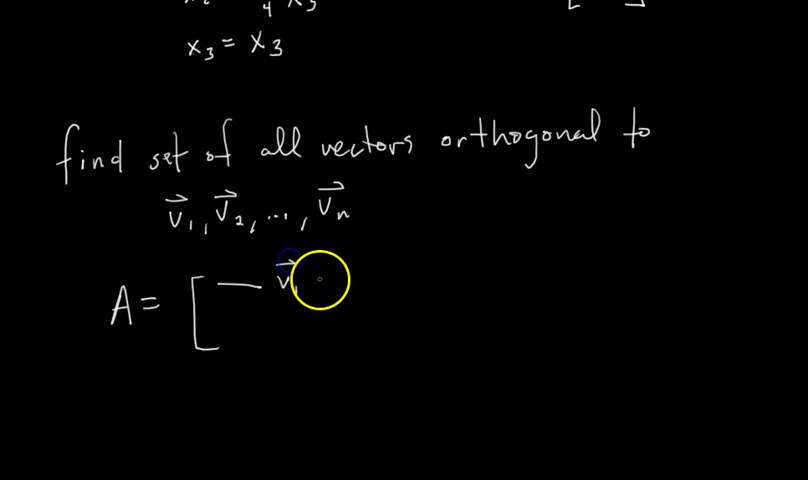 x₃ = x₃
find set of all vectors orthogonal to
v⃗₁, v⃗₂, ..., v⃗ₙ
A = [ — v⃗₁